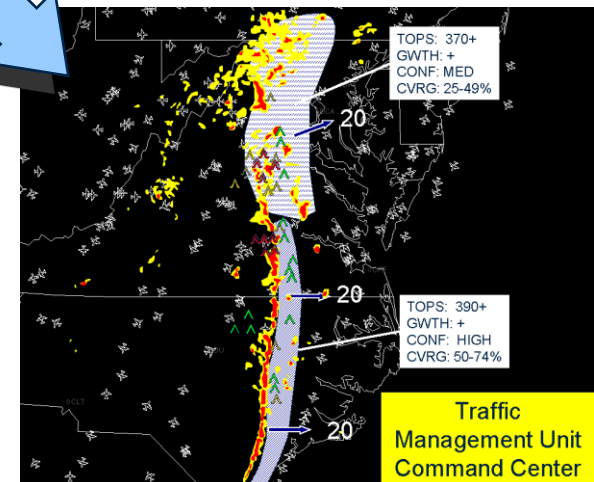 TOPS: 370+
GWTH: +
CONF: MED
CVRG: 25-49%
20
20
TOPS: 390+
GWTH: +
CONF: HIGH
CVRG: 50-74%
20
CLT
Traffic
Management Unit
Command Center